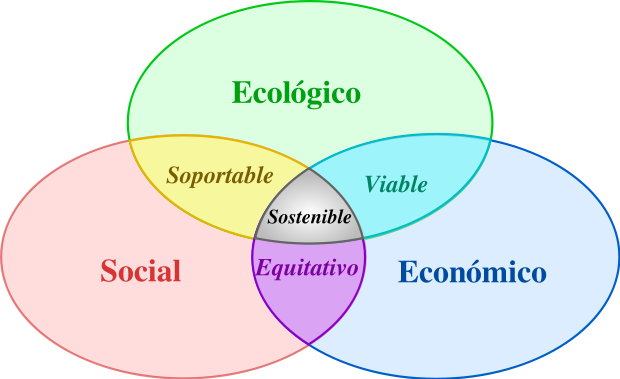 Ecológico
Soportable
Viable
Sostenible
Social
Equitativo
Económico